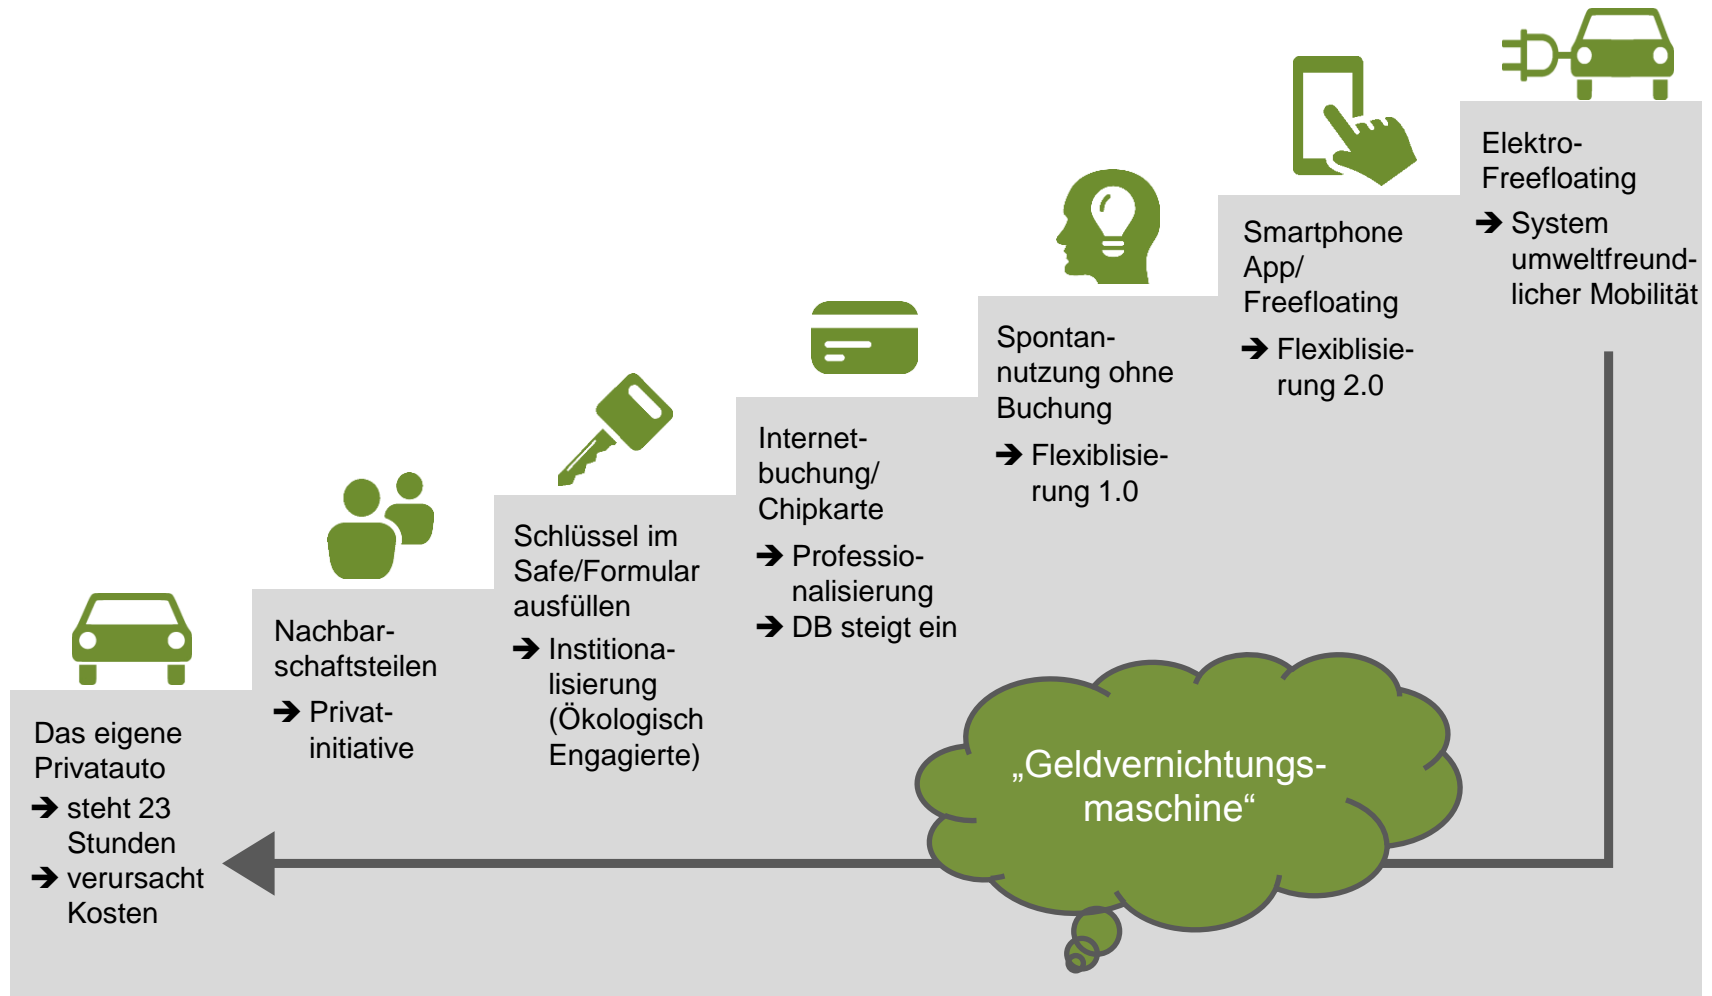 Das eigene
Privatauto
➔ steht 23
Stunden
➔ verursacht
Kosten
Nachbar-
schaftsteilen
➔ Privat-
initiative
Schlüssel im
Safe/Formular
ausfüllen
➔ Institiona-
lisierung
(Ökologisch
Engagierte)
Internet-
buchung/
Chipkarte
➔ Professio-
nalisierung
➔ DB steigt ein
Spontan-
nutzung ohne
Buchung
➔ Flexiblisie-
rung 1.0
Smartphone
App/
Freefloating
➔ Flexiblisie-
rung 2.0
Elektro-
Freefloating
➔ System
umweltfreund-
licher Mobilität
„Geldvernichtungs-
maschine“